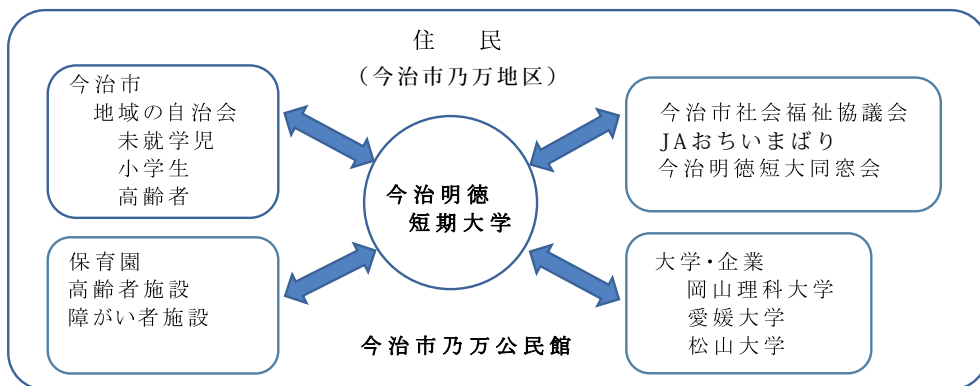 住　民
（今治市乃万地区）
今治市
地域の自治会
未就学児
小学生
高齢者
今治市社会福祉協議会
JAおちいまばり
今治明徳短大同窓会
今治明徳
短期大学
保育園
高齢者施設
障がい者施設
大学・企業
岡山理科大学
愛媛大学
松山大学
今治市乃万公民館